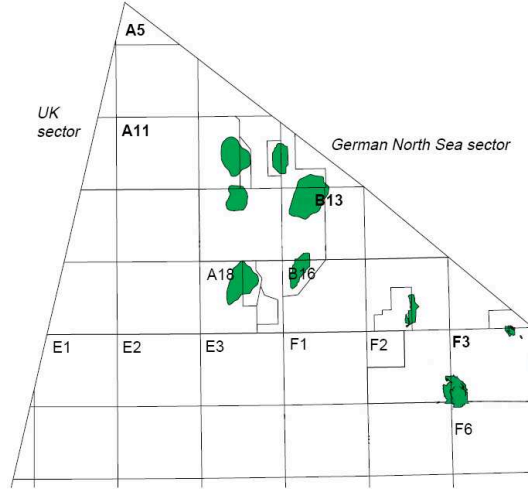 A5
UK
sector
A11
German North Sea sector
B13
A18
B16
E1
E2
E3
F1
F2
F3
F6